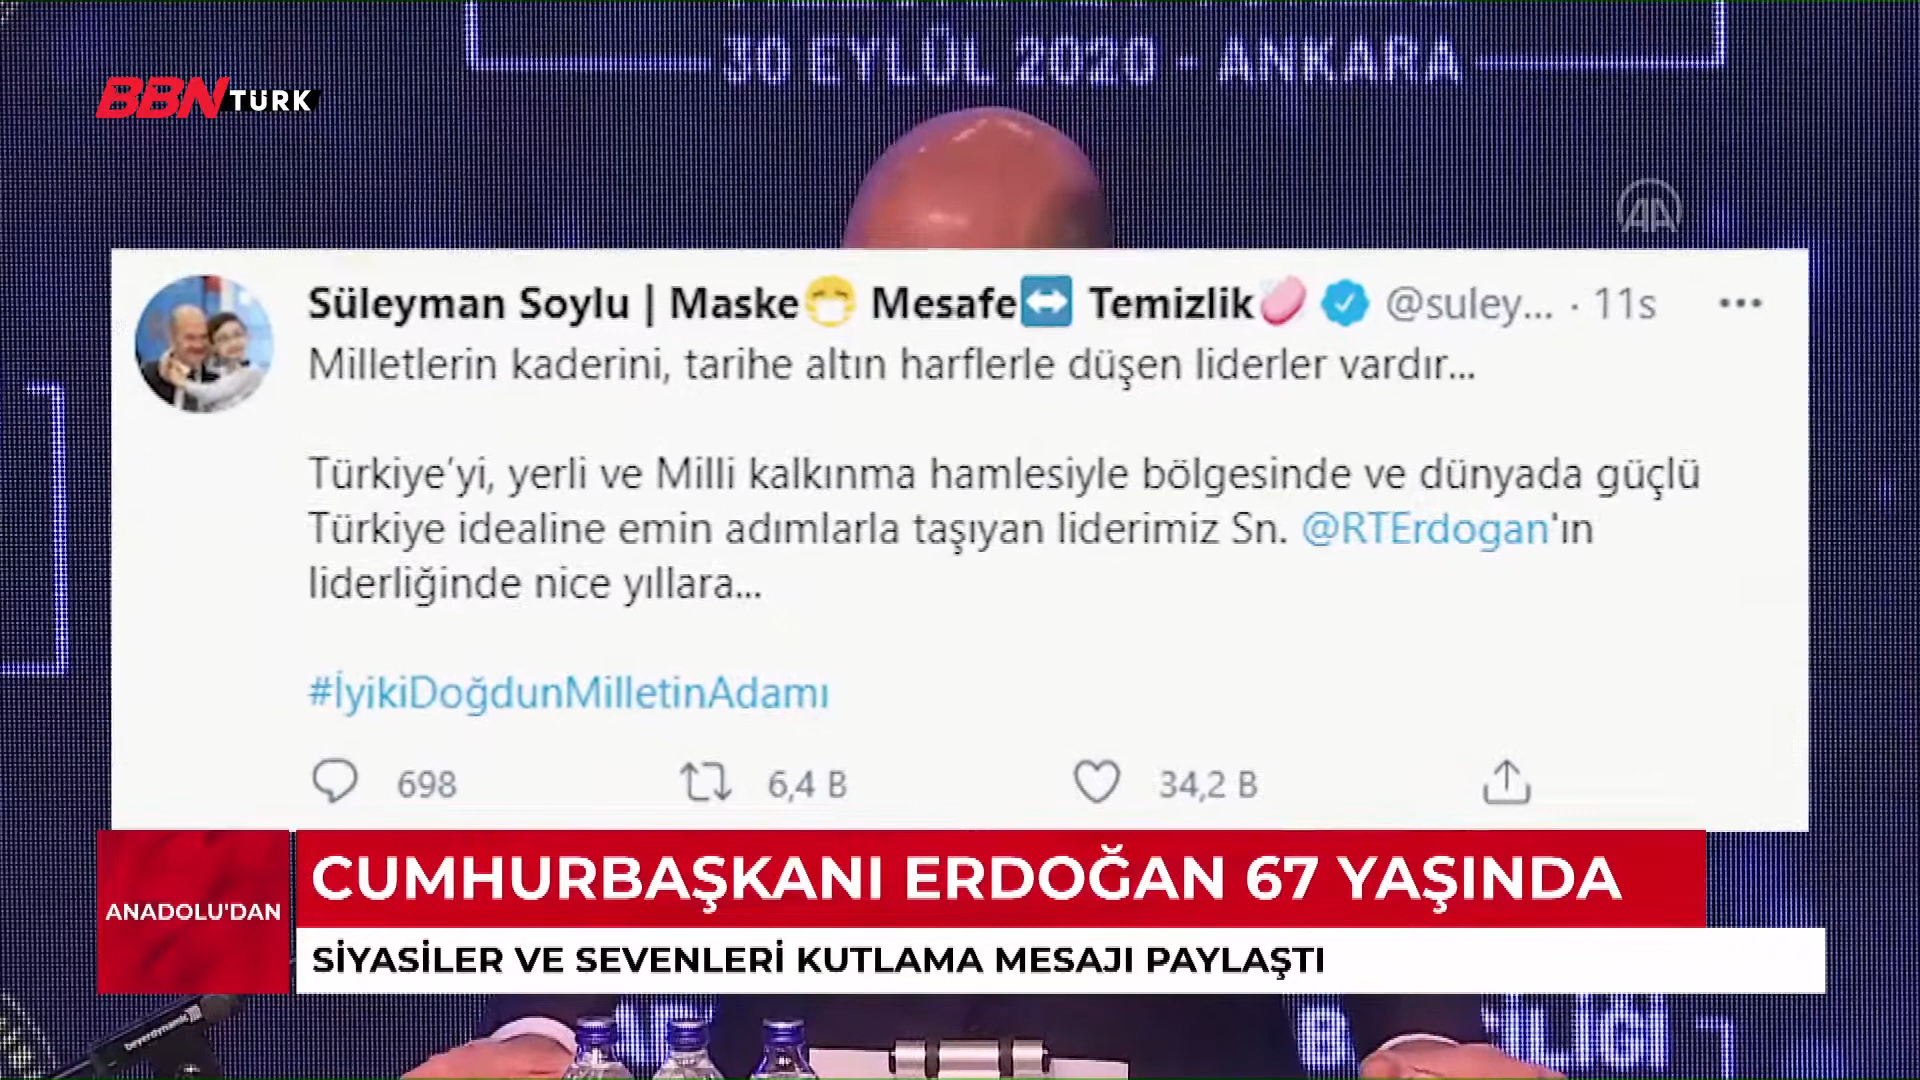 30 EYLÜL 2020 - ANKARA
BBN TURK
AA
Süleyman Soylu | Maske😷 Mesafe↔️ Temizlik🧼 @suley... · 11s
Milletlerin kaderini, tarihe altın harflerle düşen liderler vardır...
Türkiye'yi, yerli ve Milli kalkınma hamlesiyle bölgesinde ve dünyada güçlü
Türkiye idealine emin adımlarla taşıyan liderimiz Sn. @RTErdogan'ın
liderliğinde nice yıllara...
#İyikiDoğdunMilletinAdamı
698 6,4 B 34,2 B
ANADOLU'DAN
CUMHURBAŞKANI ERDOĞAN 67 YAŞINDA
SİYASİLER VE SEVENLERİ KUTLAMA MESAJI PAYLAŞTI
beyerdynamic